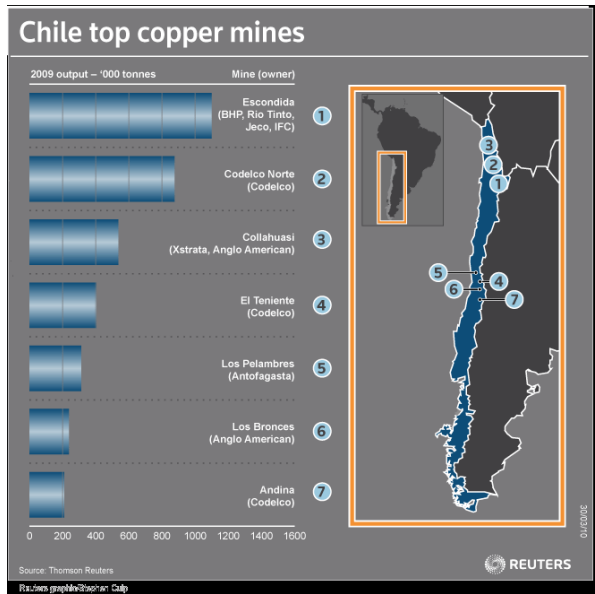 Chile top copper mines
2009 output – ‘000 tonnes
Mine (owner)
Escondida
(BHP, Rio Tinto,
Jeco, IFC)
1
Codelco Norte
(Codelco)
2
Collahuasi
(Xstrata, Anglo American)
3
El Teniente
(Codelco)
4
Los Pelambres
(Antofagasta)
5
Los Bronces
(Anglo American)
6
Andina
(Codelco)
7
0 200 400 600 800 1000 1200 1400 1600
3
2
1
5
4
6
7
30/03/10
Source: Thomson Reuters
REUTERS
Reuters graphic/Stephen Culp